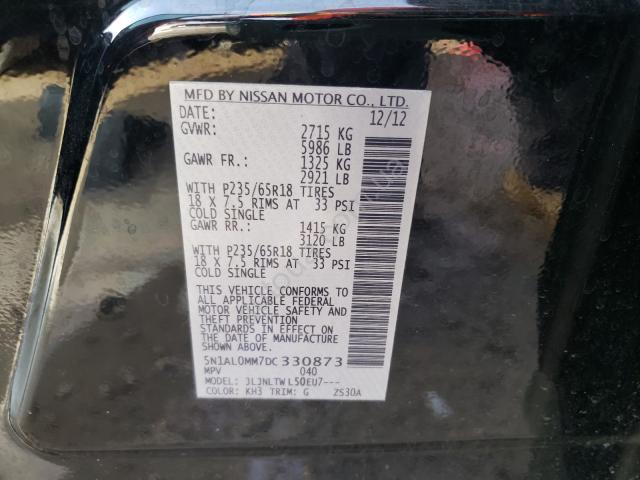 MFD BY NISSAN MOTOR CO., LTD.
DATE: 12/12
GVWR: 2715 KG
5986 LB
GAWR FR.: 1325 KG
2921 LB
WITH P235/65R18 TIRES
18 X 7.5 RIMS AT 33 PSI
COLD SINGLE
GAWR RR.: 1415 KG
3120 LB
WITH P235/65R18 TIRES
18 X 7.5 RIMS AT 33 PSI
COLD SINGLE
THIS VEHICLE CONFORMS TO
ALL APPLICABLE FEDERAL
MOTOR VEHICLE SAFETY
AND THEFT PREVENTION
STANDARDS IN EFFECT ON
THE DATE OF MANUFACTURE
SHOWN ABOVE.
5N1AL0MM7DC330873
MPV 040
MODEL: JLJNLTWL50EU7---
COLOR: KH3 TRIM: G ZS30A